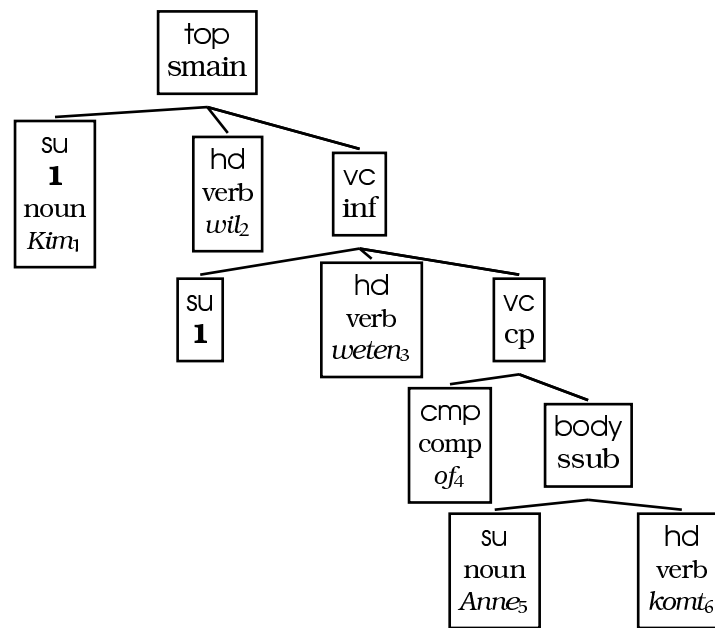 top
smain
su
1
noun
Kim1
hd
verb
wil2
vc
inf
su
1
hd
verb
weten3
vc
cp
cmp
comp
of4
body
ssub
su
noun
Anne5
hd
verb
komt6